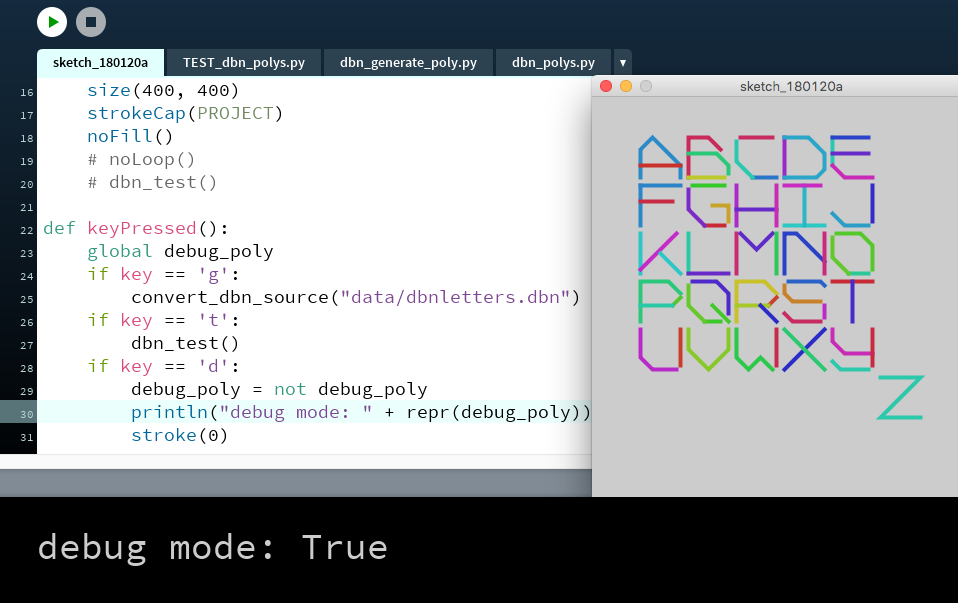 sketch_180120a TEST_dbn_polys.py dbn_generate_poly.py dbn_polys.py ▼
16 size(400, 400)
17 strokeCap(PROJECT)
18 noFill()
19 # noLoop()
20 # dbn_test()
21
22 def keyPressed():
23 global debug_poly
24 if key == 'g':
25 convert_dbn_source("data/dbnletters.dbn")
26 if key == 't':
27 dbn_test()
28 if key == 'd':
29 debug_poly = not debug_poly
30 println("debug mode: " + repr(debug_poly))
31 stroke(0)
sketch_180120a
ABCDE
FGHIJ
KLMNO
PQRST
UVWXY
Z
debug mode: True